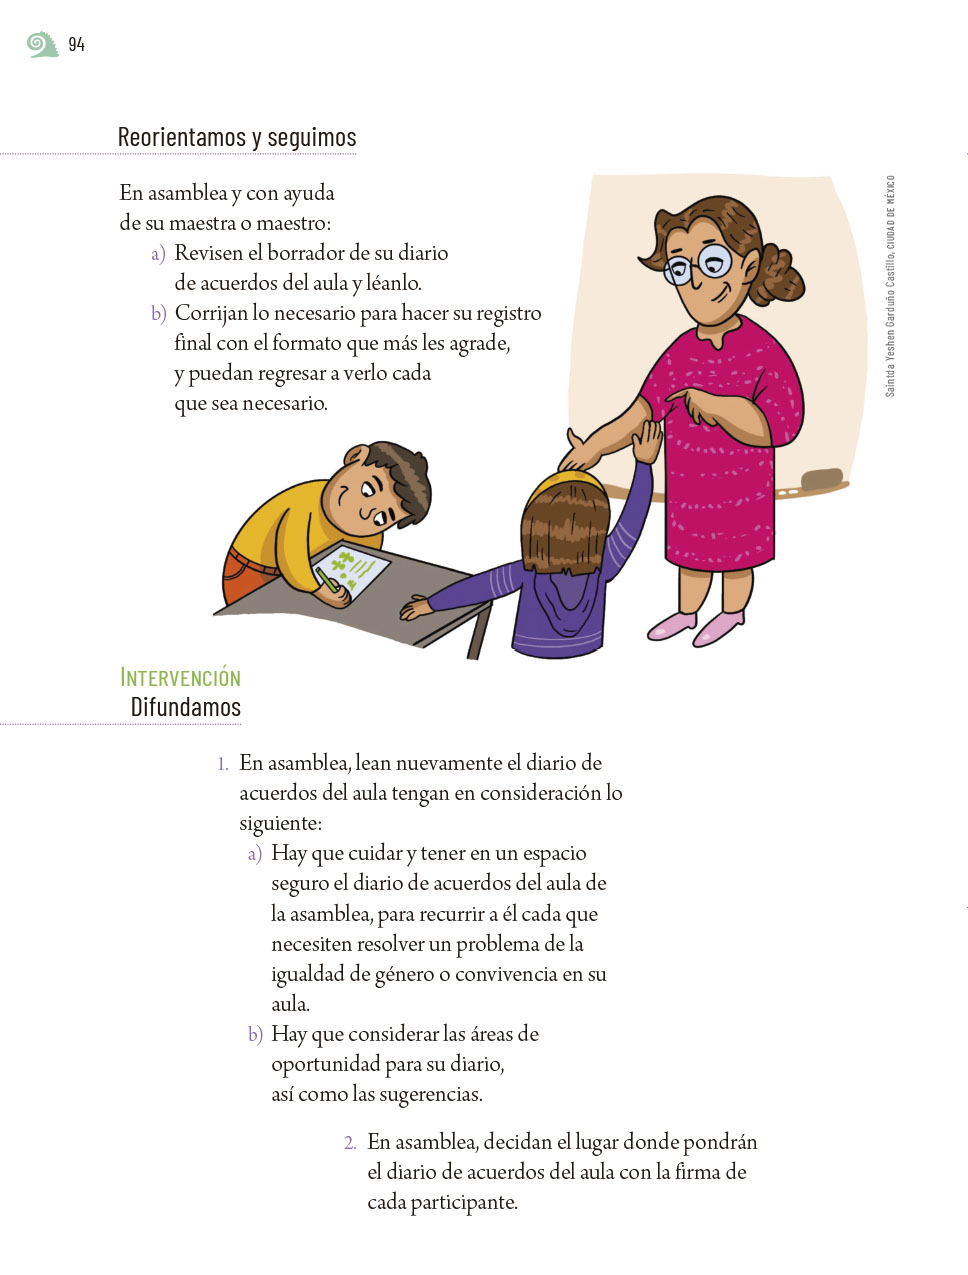 94
Reorientamos y seguimos
En asamblea y con ayuda
de su maestra o maestro:
a) Revisen el borrador de su diario
de acuerdos del aula y léanlo.
b) Corrijan lo necesario para hacer su registro
final con el formato que más les agrade,
y puedan regresar a verlo cada
que sea necesario.
Saintda Yeshen Garduño Castillo, CIUDAD DE MÉXICO
INTERVENCIÓN
Difundamos
1. En asamblea, lean nuevamente el diario de
acuerdos del aula tengan en consideración lo
siguiente:
a) Hay que cuidar y tener en un espacio
seguro el diario de acuerdos del aula de
la asamblea, para recurrir a él cada que
necesiten resolver un problema de la
igualdad de género o convivencia en su
aula.
b) Hay que considerar las áreas de
oportunidad para su diario,
así como las sugerencias.
2. En asamblea, decidan el lugar donde pondrán
el diario de acuerdos del aula con la firma de
cada participante.